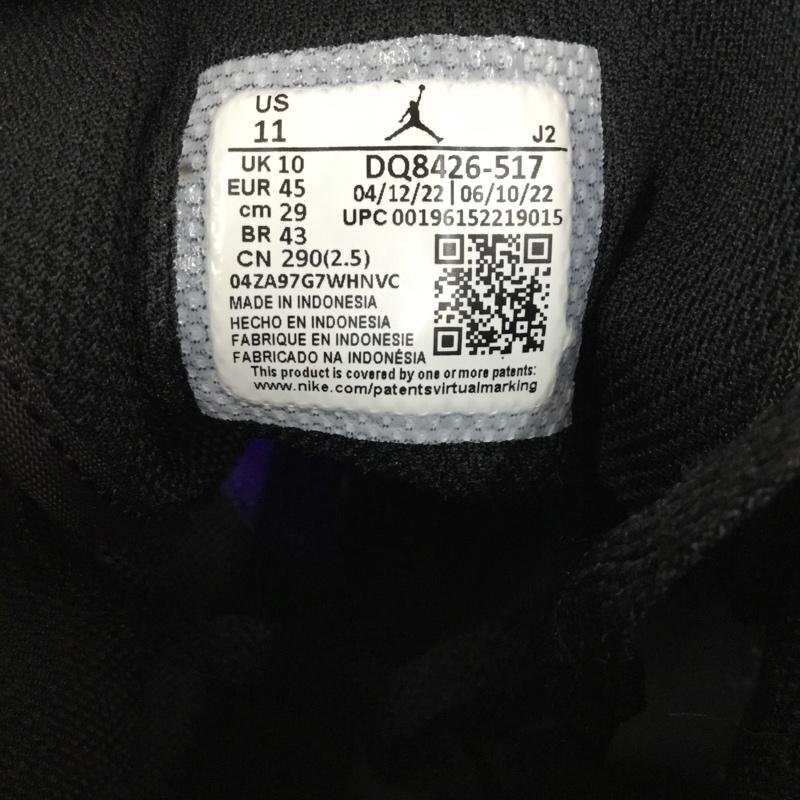 US
11
J2
UK 10
EUR 45
cm 29
BR 43
CN 290(2.5)
DQ8426-517
04/12/22|06/10/22
UPC 00196152219015
04ZA97G7WHNVC
MADE IN INDONESIA
HECHO EN INDONESIA
FABRIQUE EN INDONESIE
FABRICADO NA INDONÉSIA
This product is covered by one or more patents:
www.nike.com/patentsvirtualmarking